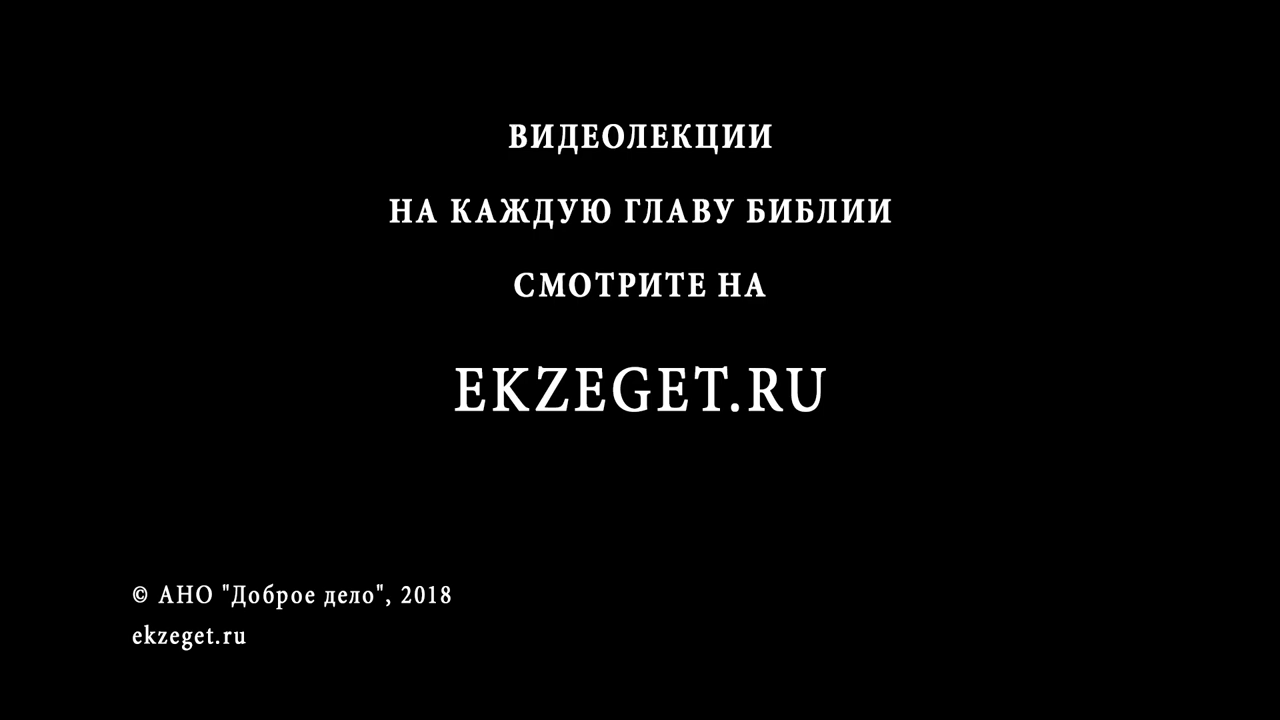 ВИДЕОЛЕКЦИИ
НА КАЖДУЮ ГЛАВУ БИБЛИИ
СМОТРИТЕ НА
EKZEGET.RU
© АНО "Доброе дело", 2018
ekzeget.ru